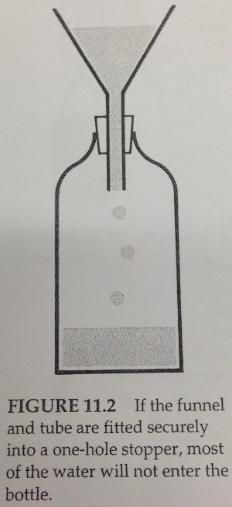 FIGURE 11.2 If the funnel
and tube are fitted securely
into a one-hole stopper, most
of the water will not enter the
bottle.